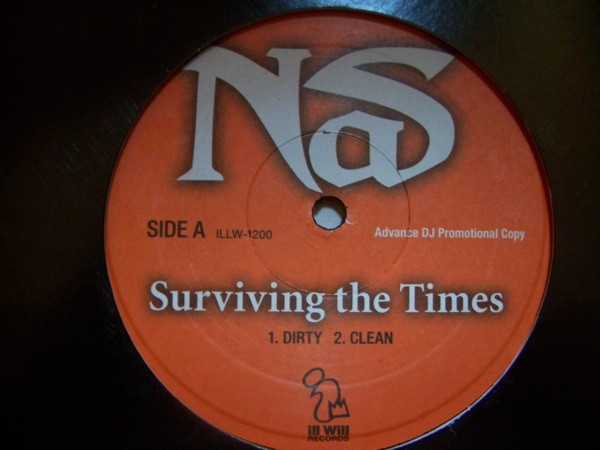 NaS
SIDE A ILLW-1200 Advance DJ Promotional Copy
Surviving the Times
1. DIRTY 2. CLEAN
ill Will
RECORDS